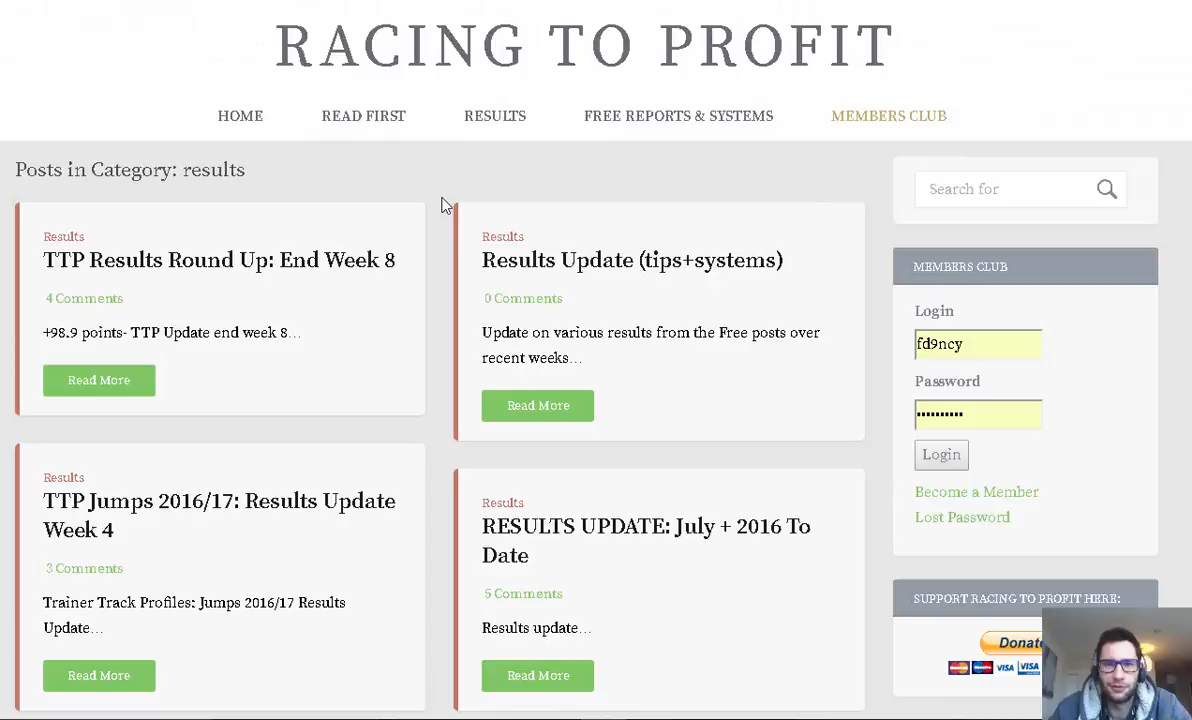 RACING TO PROFIT
HOME READ FIRST RESULTS FREE REPORTS & SYSTEMS MEMBERS CLUB
Posts in Category: results
Results
TTP Results Round Up: End Week 8
4 Comments
+98.9 points- TTP Update end week 8…
Read More
Results
Results Update (tips+systems)
0 Comments
Update on various results from the Free posts over
recent weeks…
Read More
Results
TTP Jumps 2016/17: Results Update
Week 4
3 Comments
Trainer Track Profiles: Jumps 2016/17 Results
Update…
Read More
Results
RESULTS UPDATE: July + 2016 To
Date
5 Comments
Results update…
Read More
Search for
MEMBERS CLUB
Login
fd9ncy
Password
••••••••••
Login
Become a Member
Lost Password
SUPPORT RACING TO PROFIT HERE:
Donate
VISA VISA